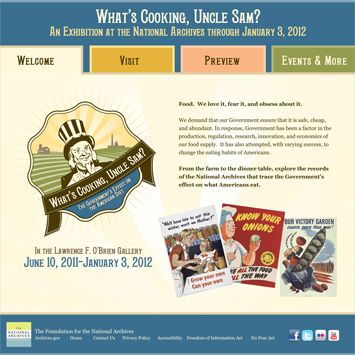 What's Cooking, Uncle Sam?
An Exhibition at the National Archives through January 3, 2012
Welcome
Visit
Preview
Events & More
Food. We love it, fear it, and obsess about it.
We demand that our Government ensure that it is safe, cheap,
and abundant. In response, Government has been a factor in the
production, regulation, research, innovation, and economics of
our food supply. It has also attempted, with varying success, to
change the eating habits of Americans.
From the farm to the dinner table, explore the records
of the National Archives that trace the Government's
effect on what Americans eat.
What's Cooking, Uncle Sam?
The Government's Effect on
the American Diet
In the Lawrence F. O'Brien Gallery
June 10, 2011-January 3, 2012
"We'll have lots to eat this
winter, won't we Mother?"
Grow your own
Can your own
KNOW YOUR
ONIONS
ALL THE FOOD
ALL THE WAY
OUR VICTORY GARDEN
counts more than ever!
NATIONAL
ARCHIVES
The Foundation for the National Archives
Archives.gov Home Contact Us Privacy Policy Accessibility Freedom of Information Act No Fear Act